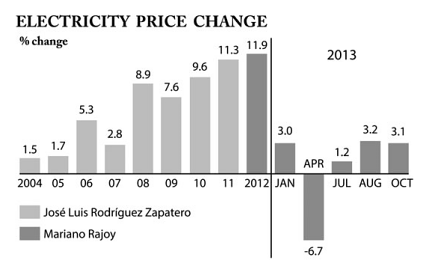 ELECTRICITY PRICE CHANGE
% change
2013
1.5 1.7 5.3 2.8 8.9 7.6 9.6 11.3 11.9 3.0 APR 1.2 3.2 3.1
2004 05 06 07 08 09 10 11 2012 JAN JUL AUG OCT
José Luis Rodríguez Zapatero
Mariano Rajoy
-6.7